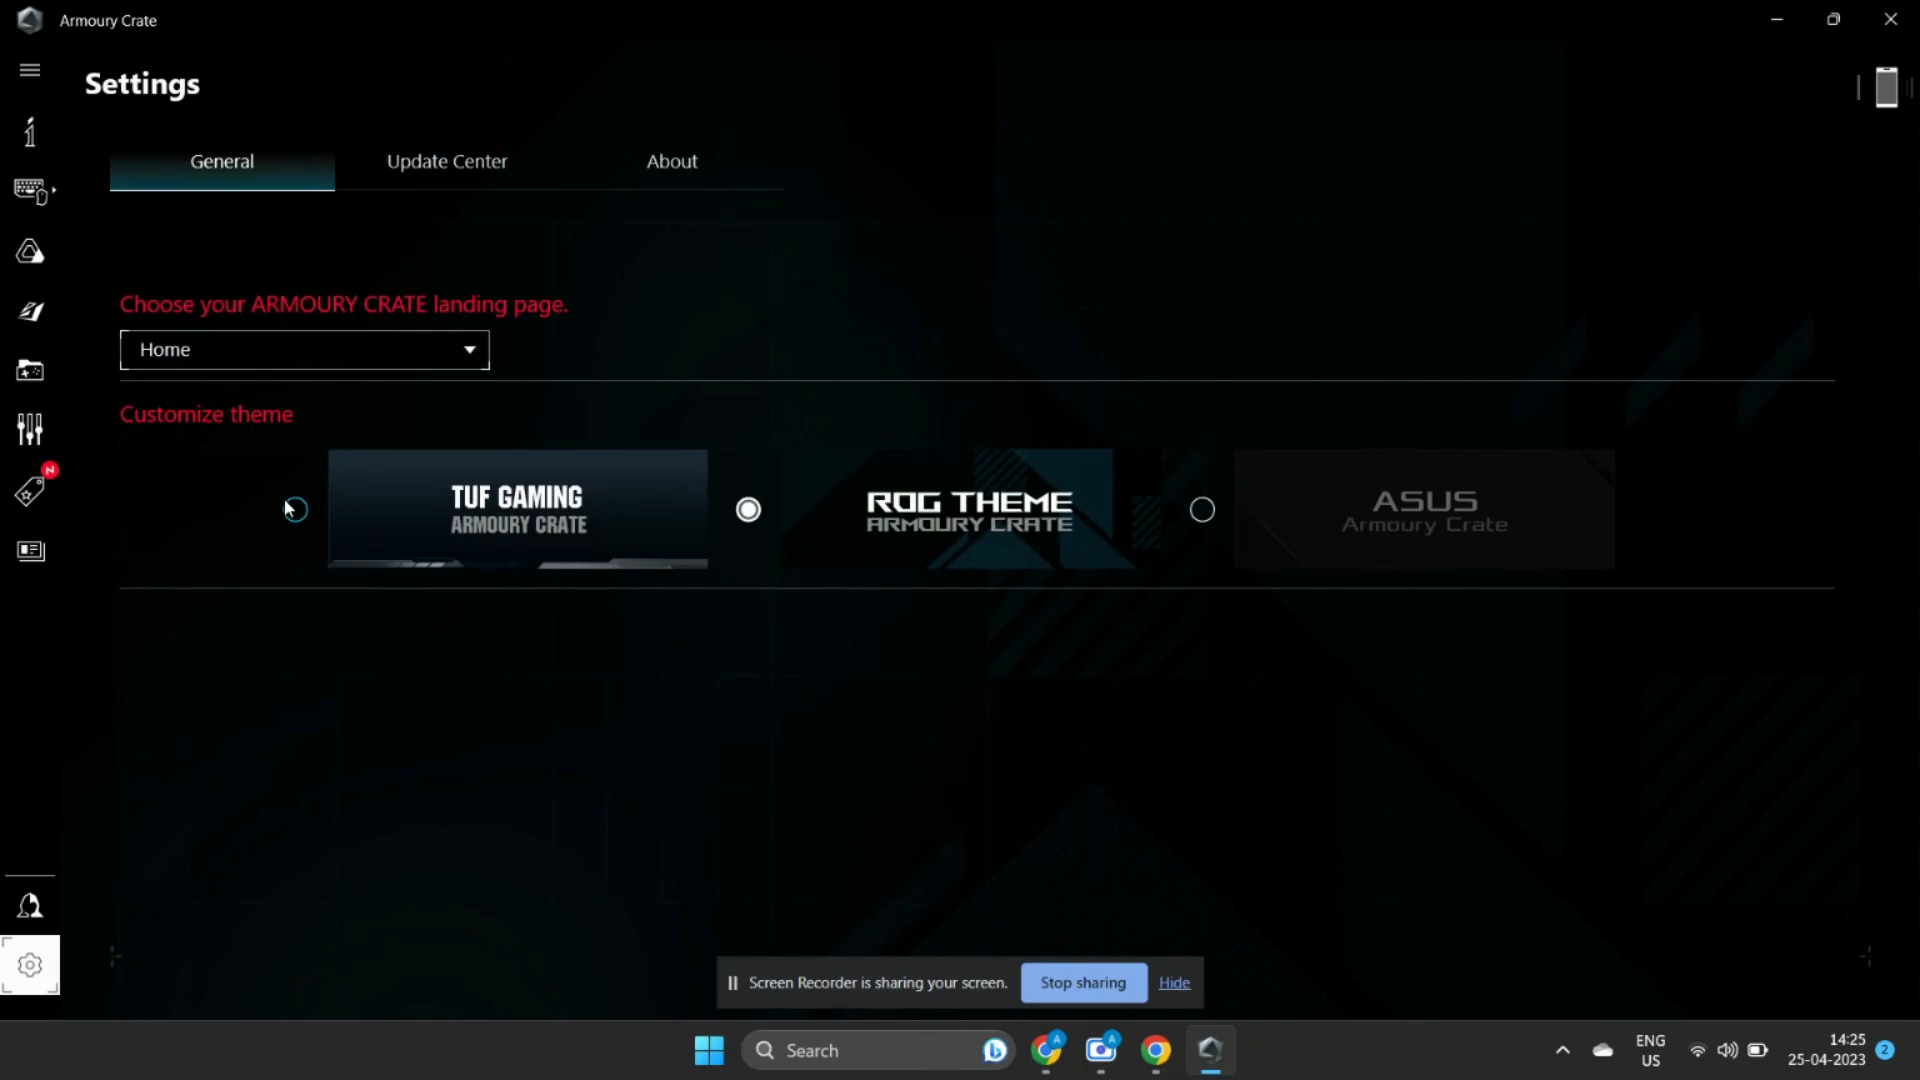 Armoury Crate
Settings
General
Update Center
About
Choose your ARMOURY CRATE landing page.
Home
Customize theme
TUF GAMING
ARMOURY CRATE
ROG THEME
ARMOURY CRATE
ASUS
Armoury Crate
N
Screen Recorder is sharing your screen.
Stop sharing
Hide
Search
A
A
ENG
US
14:25
25-04-2023
2